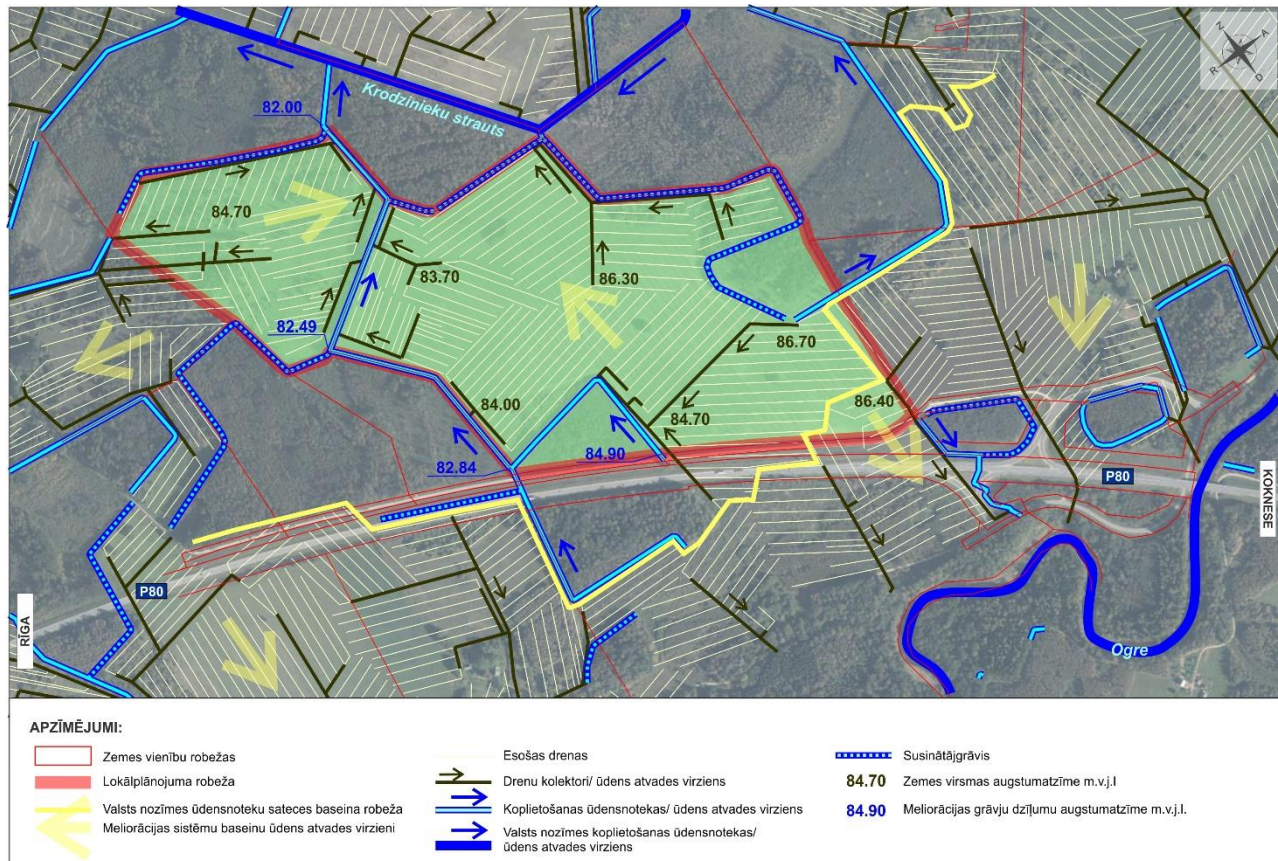 Z
A
R
D
82.00
Krodzinieku strauts
84.70
83.70
86.30
82.49
86.70
84.00
84.70
86.40
84.90
82.84
P80
KOKNESE
P80
RĪGA
Ogre
APZĪMĒJUMI:
Zemes vienību robežas
Lokālplānojuma robeža
Valsts nozīmes ūdensnoteku sateces baseina robeža
Meliorācijas sistēmu baseinu ūdens atvades virzieni
Esošas drenas
Drenu kolektori/ ūdens atvades virziens
Koplietošanas ūdensnotekas/ ūdens atvades virziens
Valsts nozīmes koplietošanas ūdensnotekas/
ūdens atvades virziens
Susinātājgrāvis
84.70 Zemes virsmas augstumatzīme m.v.j.l
84.90 Meliorācijas grāvju dziļumu augstumatzīme m.v.j.l.